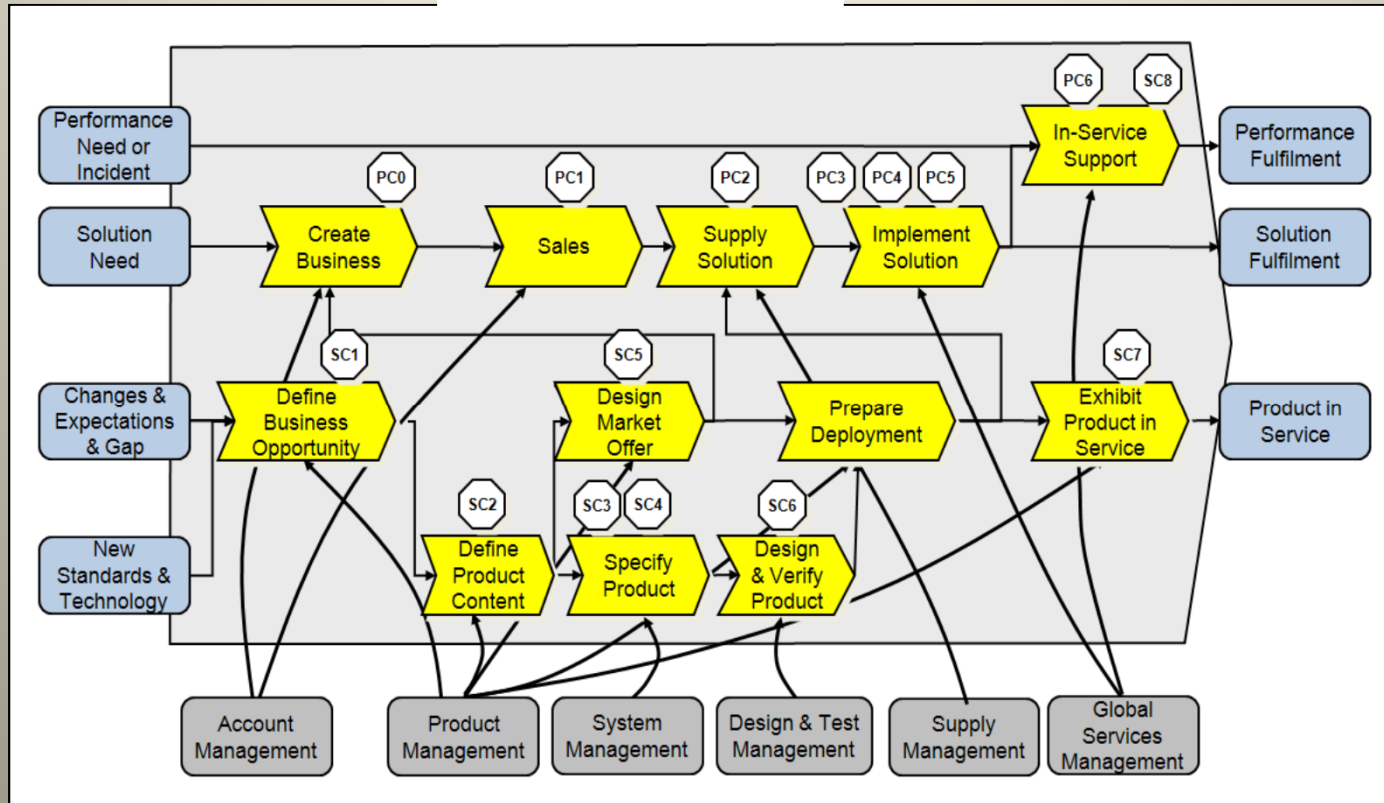 PC6
SC8
Performance
Need or
Incident
In-Service
Support
Performance
Fulfilment
PC0
PC1
PC2
PC3
PC4
PC5
Solution
Need
Create
Business
Sales
Supply
Solution
Implement
Solution
Solution
Fulfilment
SC1
SC5
SC7
Changes &
Expectations
& Gap
Define
Business
Opportunity
Design
Market
Offer
Prepare
Deployment
Exhibit
Product in
Service
Product in
Service
SC2
SC3
SC4
SC6
New
Standards &
Technology
Define
Product
Content
Specify
Product
Design
& Verify
Product
Account
Management
Product
Management
System
Management
Design & Test
Management
Supply
Management
Global
Services
Management